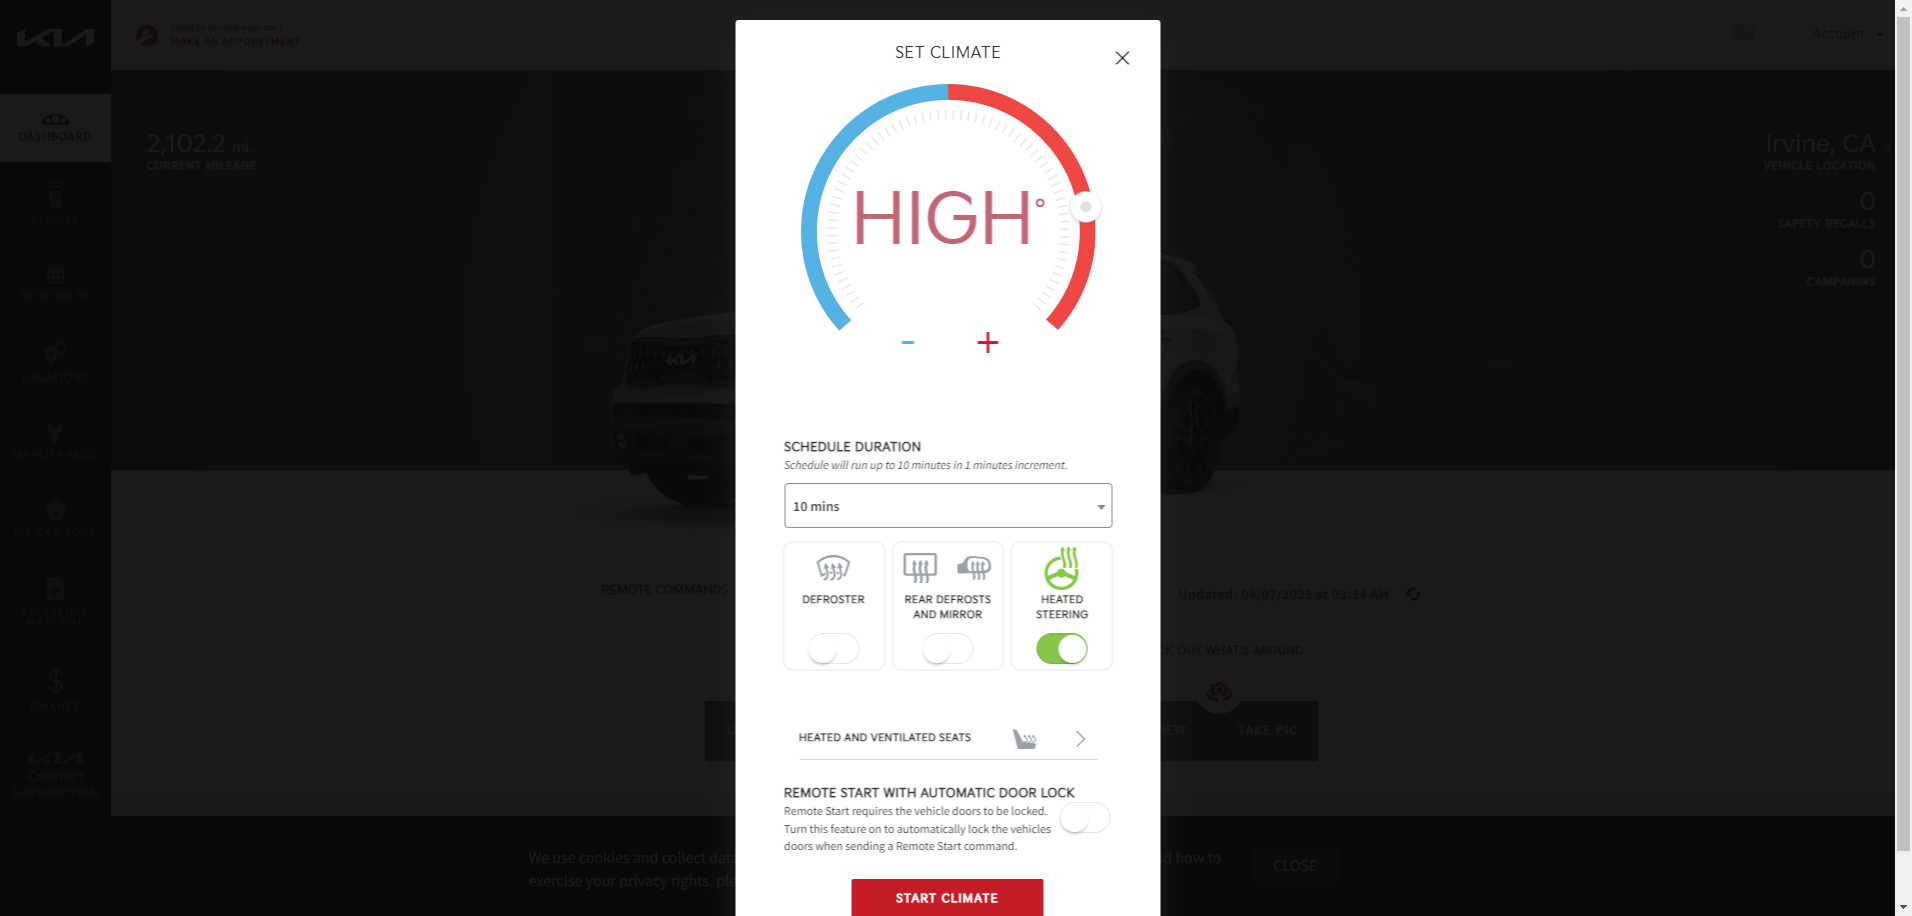 KIA
Need to service your car?
MAKE AN APPOINTMENT
Account
DASHBOARD
REMOTE
SCHEDULES
LOCATIONS
MAINTENANCE
MY CAR ZONE
REFERENCE
MATERIAL
FINANCE
KIA
Connect
SUBSCRIPTION
2,102.2 mi.
CURRENT MILEAGE
Irvine, CA
VEHICLE LOCATION
0
SAFETY RECALLS
0
CAMPAIGNS
SET CLIMATE
HIGH°
- +
SCHEDULE DURATION
Schedule will run up to 10 minutes in 1 minutes increment.
10 mins
DEFROSTER
REAR DEFROSTS
AND MIRROR
HEATED
STEERING
HEATED AND VENTILATED SEATS
REMOTE START WITH AUTOMATIC DOOR LOCK
Remote Start requires the vehicle doors to be locked.
Turn this feature on to automatically lock the vehicles
doors when sending a Remote Start command.
START CLIMATE
REMOTE COMMANDS
Updated: 04/07/2023 at 03:34 AM
OUT WHAT'S AROUND
TAKE PIC
We use cookies and collect
how to
exercise your privacy rights,
CLOSE